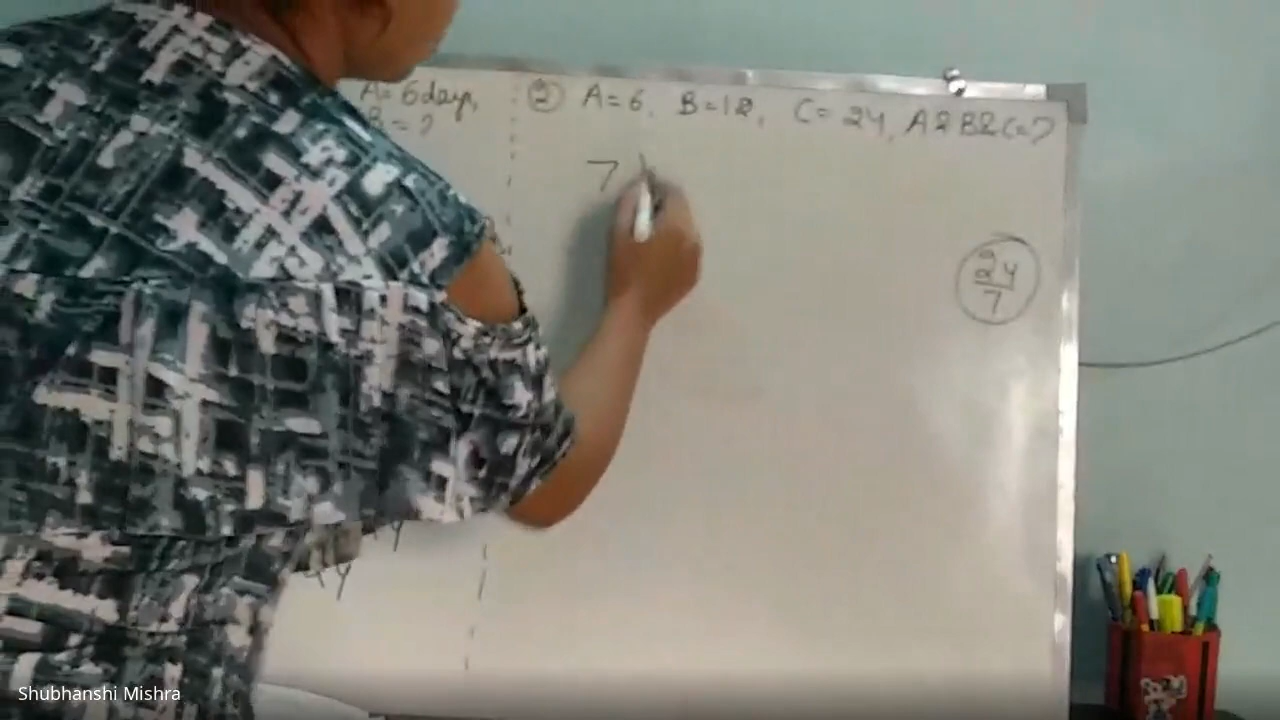 A = 6 days,
B = ?
② A = 6, B = 12, C = 24, A & B & C = ?
7
24
7
Shubhanshi Mishra